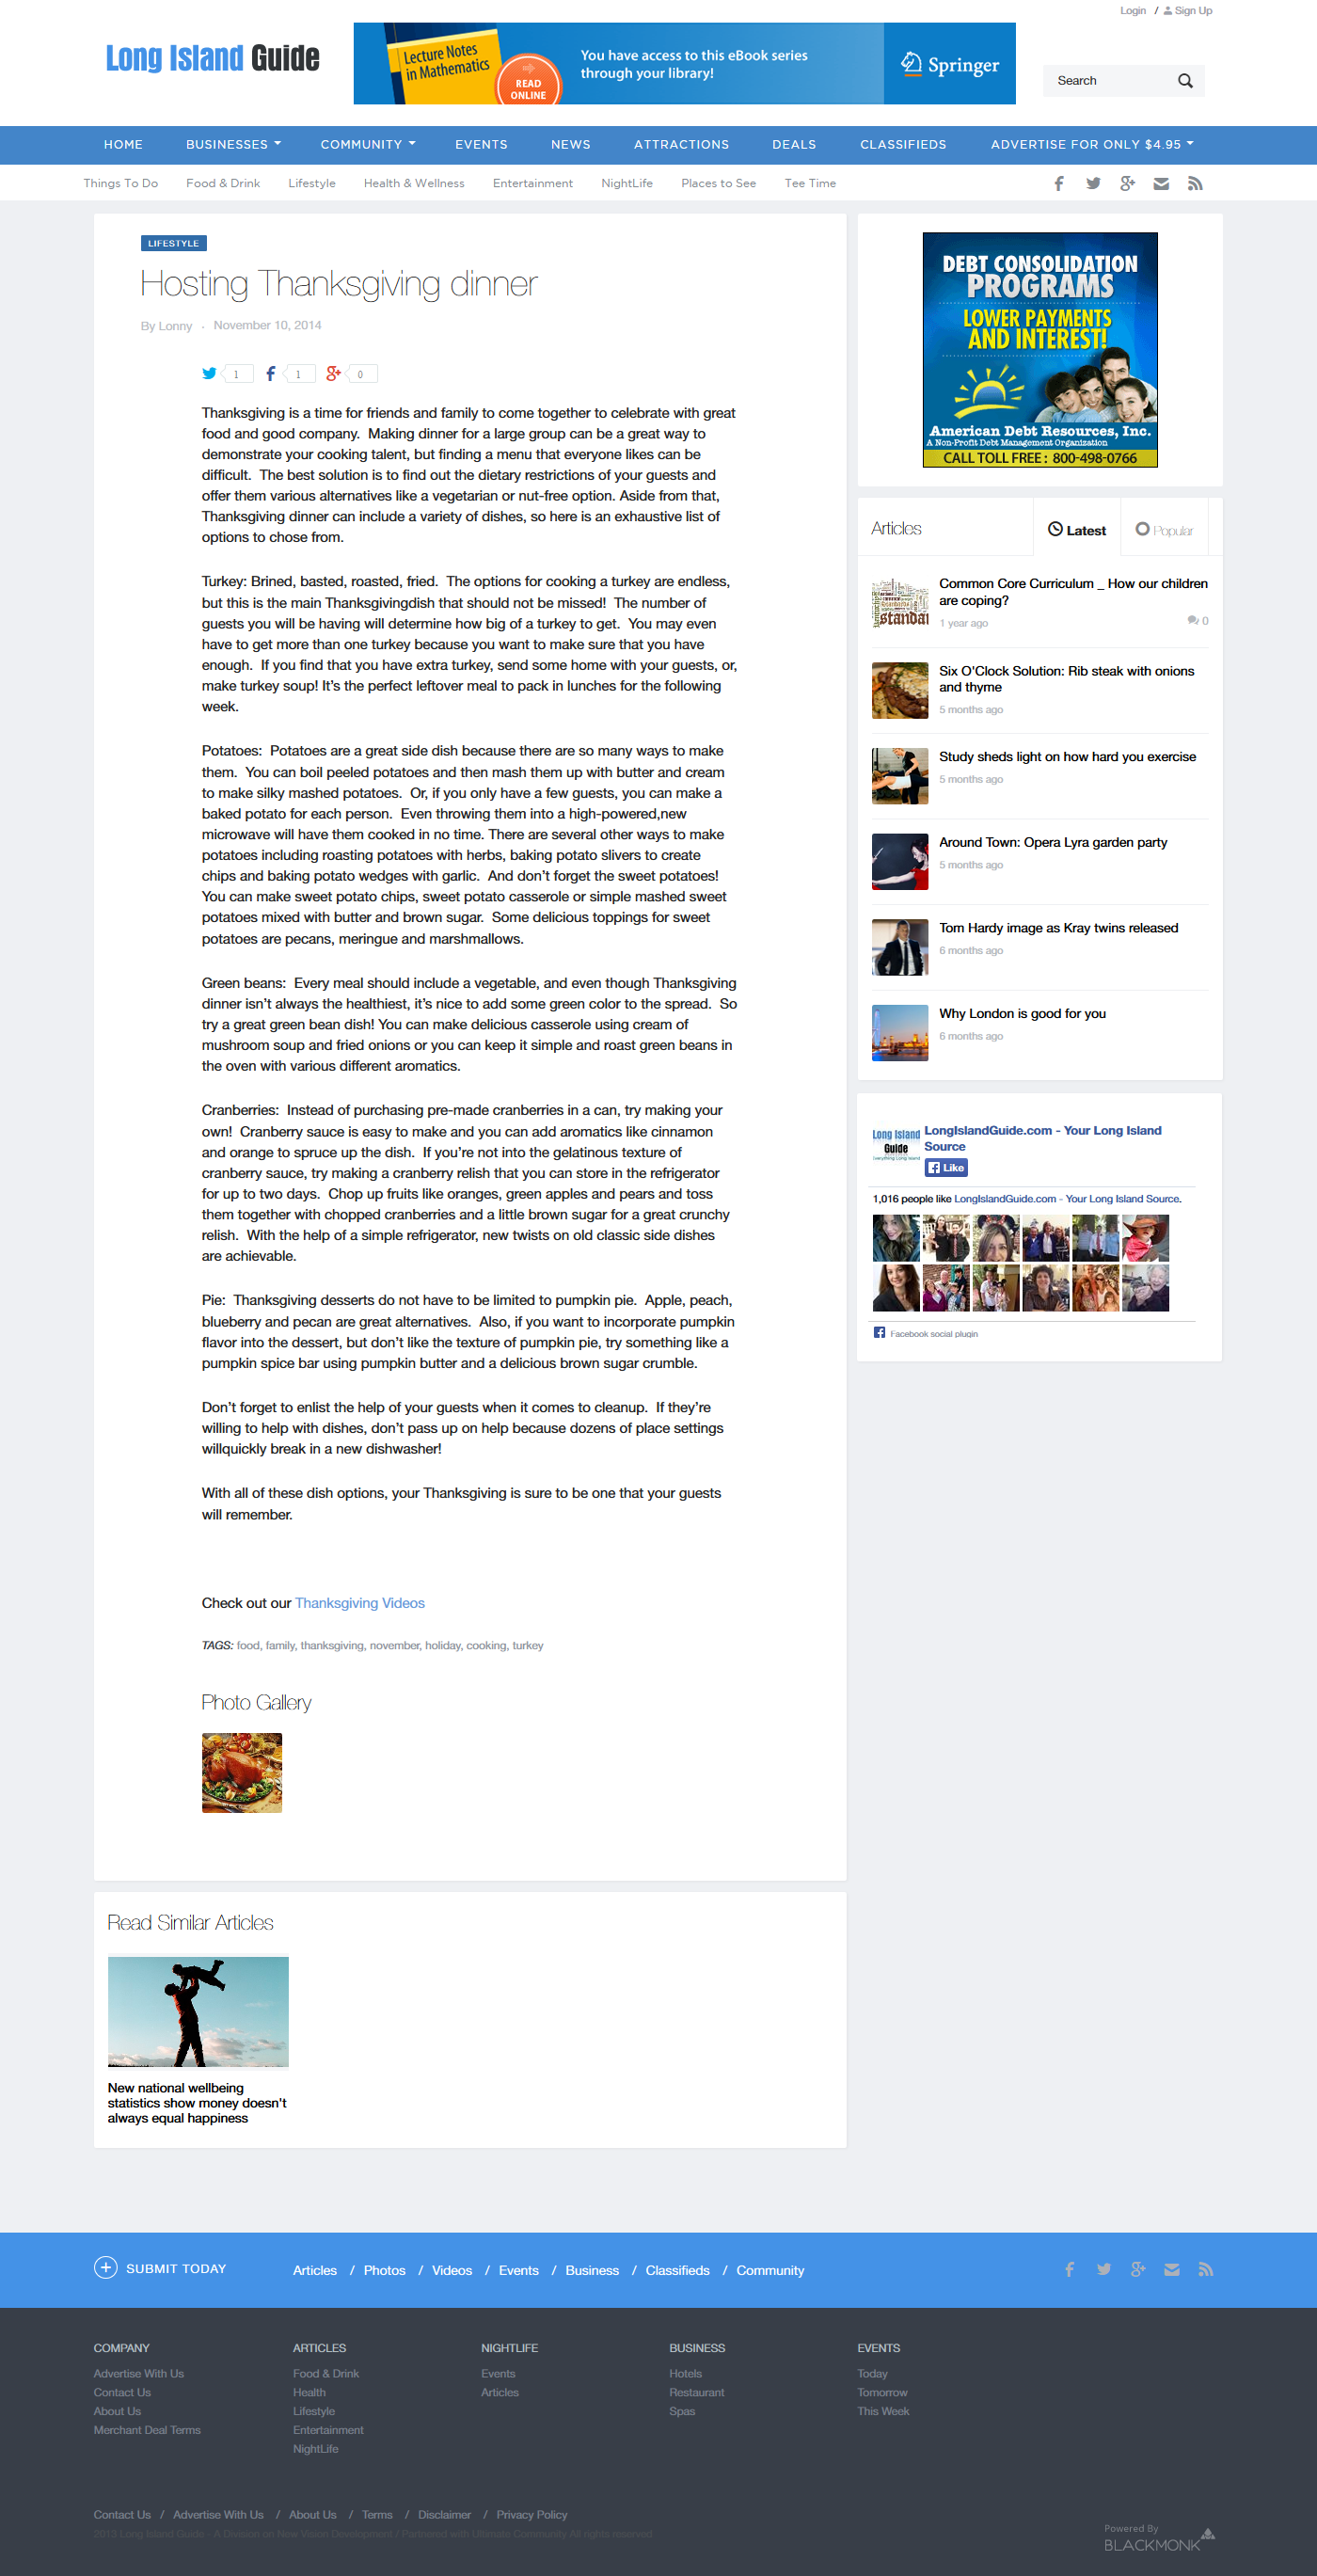 Login / Sign Up
Long Island Guide
Lecture Notes
in Mathematics
READ
ONLINE
You have access to this eBook series
through your library!
Springer
Search
HOME BUSINESSES COMMUNITY EVENTS NEWS ATTRACTIONS DEALS CLASSIFIEDS ADVERTISE FOR ONLY $4.95
Things To Do Food & Drink Lifestyle Health & Wellness Entertainment NightLife Places to See Tee Time
LIFESTYLE
Hosting Thanksgiving dinner
By Lonny · November 10, 2014
1 1 0
Thanksgiving is a time for friends and family to come together to celebrate with great
food and good company.  Making dinner for a large group can be a great way to
demonstrate your cooking talent, but finding a menu that everyone likes can be
difficult.  The best solution is to find out the dietary restrictions of your guests and
offer them various alternatives like a vegetarian or nut-free option. Aside from that,
Thanksgiving dinner can include a variety of dishes, so here is an exhaustive list of
options to chose from.
Turkey: Brined, basted, roasted, fried.  The options for cooking a turkey are endless,
but this is the main Thanksgivingdish that should not be missed!  The number of
guests you will be having will determine how big of a turkey to get.  You may even
have to get more than one turkey because you want to make sure that you have
enough.  If you find that you have extra turkey, send some home with your guests, or,
make turkey soup! It's the perfect leftover meal to pack in lunches for the following
week.
Potatoes:  Potatoes are a great side dish because there are so many ways to make
them.  You can boil peeled potatoes and then mash them up with butter and cream
to make silky mashed potatoes.  Or, if you only have a few guests, you can make a
baked potato for each person.  Even throwing them into a high-powered,new
microwave will have them cooked in no time. There are several other ways to make
potatoes including roasting potatoes with herbs, baking potato slivers to create
chips and baking potato wedges with garlic.  And don't forget the sweet potatoes!
You can make sweet potato chips, sweet potato casserole or simple mashed sweet
potatoes mixed with butter and brown sugar.  Some delicious toppings for sweet
potatoes are pecans, meringue and marshmallows.
Green beans:  Every meal should include a vegetable, and even though Thanksgiving
dinner isn't always the healthiest, it's nice to add some green color to the spread.  So
try a great green bean dish! You can make delicious casserole using cream of
mushroom soup and fried onions or you can keep it simple and roast green beans in
the oven with various different aromatics.
Cranberries:  Instead of purchasing pre-made cranberries in a can, try making your
own!  Cranberry sauce is easy to make and you can add aromatics like cinnamon
and orange to spruce up the dish.  If you're not into the gelatinous texture of
cranberry sauce, try making a cranberry relish that you can store in the refrigerator
for up to two days.  Chop up fruits like oranges, green apples and pears and toss
them together with chopped cranberries and a little brown sugar for a great crunchy
relish.  With the help of a simple refrigerator, new twists on old classic side dishes
are achievable.
Pie:  Thanksgiving desserts do not have to be limited to pumpkin pie.  Apple, peach,
blueberry and pecan are great alternatives.  Also, if you want to incorporate pumpkin
flavor into the dessert, but don't like the texture of pumpkin pie, try something like a
pumpkin spice bar using pumpkin butter and a delicious brown sugar crumble.
Don't forget to enlist the help of your guests when it comes to cleanup.  If they're
willing to help with dishes, don't pass up on help because dozens of place settings
willquickly break in a new dishwasher!
With all of these dish options, your Thanksgiving is sure to be one that your guests
will remember.
Check out our Thanksgiving Videos
TAGS: food, family, thanksgiving, november, holiday, cooking, turkey
Photo Gallery
Read Similar Articles
New national wellbeing
statistics show money doesn't
always equal happiness
DEBT CONSOLIDATION
PROGRAMS
LOWER PAYMENTS
AND INTEREST!
American Debt Resources, Inc.
A Non-Profit Debt Management Organization
CALL TOLL FREE : 800-498-0766
Articles Latest Popular
standar
Common Core Curriculum _ How our children
are coping?
1 year ago 0
Six O'Clock Solution: Rib steak with onions
and thyme
5 months ago
Study sheds light on how hard you exercise
5 months ago
Around Town: Opera Lyra garden party
5 months ago
Tom Hardy image as Kray twins released
6 months ago
Why London is good for you
6 months ago
Long Island
Guide
LongIslandGuide.com - Your Long Island
Source
Like
1,016 people like LongIslandGuide.com - Your Long Island Source.
Facebook social plugin
SUBMIT TODAY Articles / Photos / Videos / Events / Business / Classifieds / Community
COMPANY
Advertise With Us
Contact Us
About Us
Merchant Deal Terms
ARTICLES
Food & Drink
Health
Lifestyle
Entertainment
NightLife
NIGHTLIFE
Events
Articles
BUSINESS
Hotels
Restaurant
Spas
EVENTS
Today
Tomorrow
This Week
Contact Us / Advertise With Us / About Us / Terms / Disclaimer / Privacy Policy
2013 Long Island Guide - A Division on New Vision Development / Partnered with Ultimate Community All rights reserved
Powered By
BLACKMONK